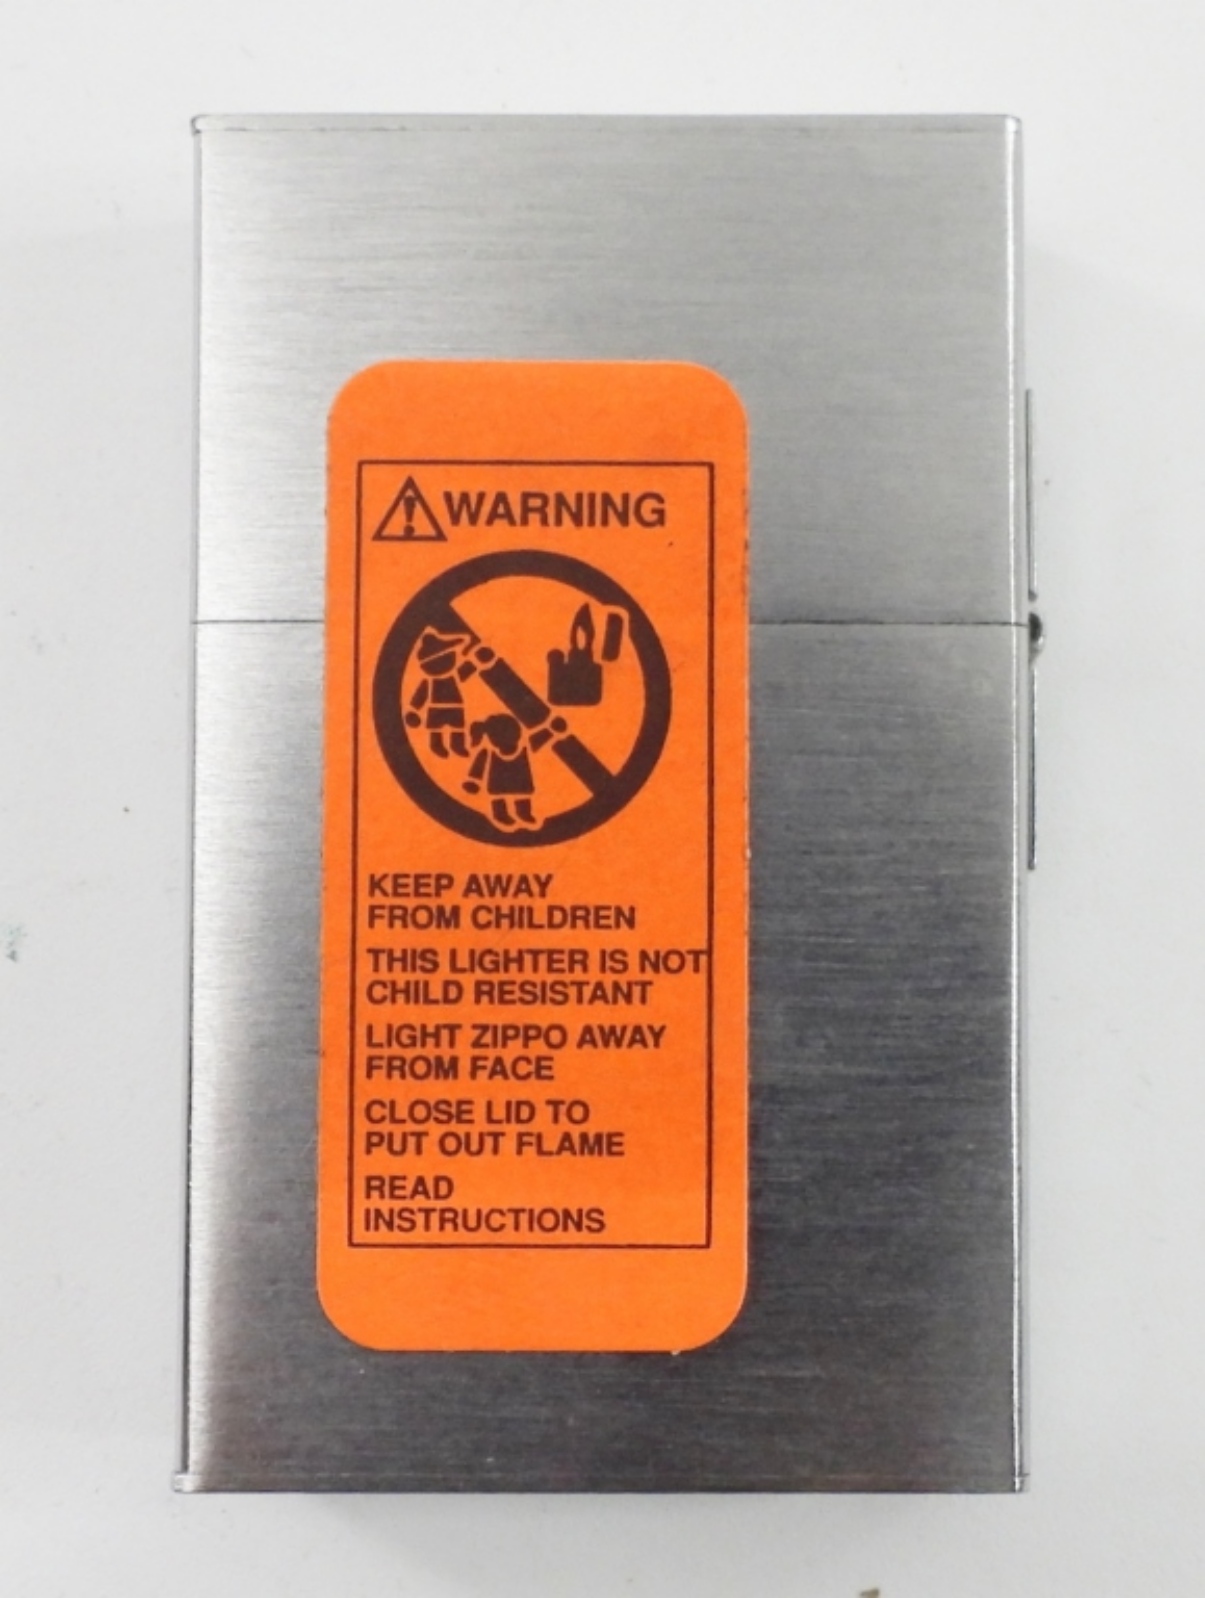 WARNING
KEEP AWAY
FROM CHILDREN
THIS LIGHTER IS NOT
CHILD RESISTANT
LIGHT ZIPPO AWAY
FROM FACE
CLOSE LID TO
PUT OUT FLAME
READ
INSTRUCTIONS